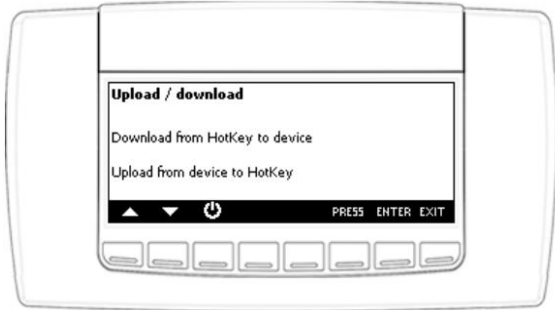 Upload / download
Download from HotKey to device
Upload from device to HotKey
PRESS ENTER EXIT